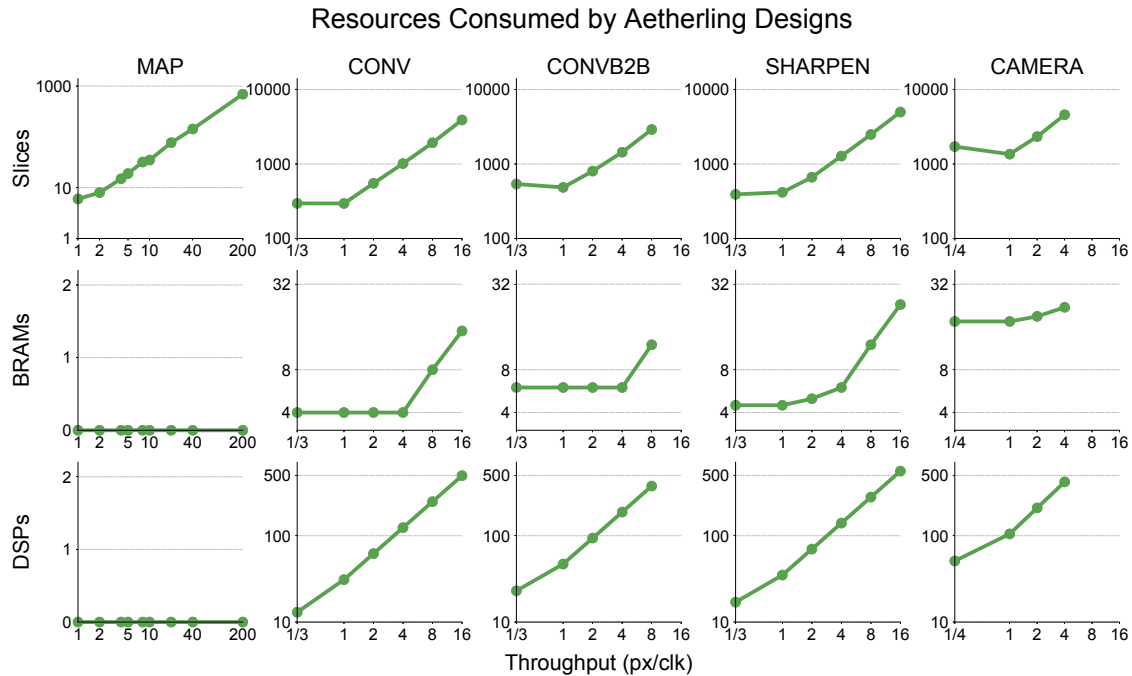 Resources Consumed by Aetherling Designs
MAP CONV CONVB2B SHARPEN CAMERA
Slices
1000 10 1
1 2 5 10 40 200
10000 1000 100
1/3 1 2 4 8 16
10000 1000 100
1/3 1 2 4 8 16
10000 1000 100
1/3 1 2 4 8 16
10000 1000 100
1/4 1 2 4 8 16
BRAMs
2 1 0
1 2 5 10 40 200
32 8 4
1/3 1 2 4 8 16
32 8 4
1/3 1 2 4 8 16
32 8 4
1/3 1 2 4 8 16
32 8 4
1/4 1 2 4 8 16
DSPs
2 1 0
1 2 5 10 40 200
500 100 10
1/3 1 2 4 8 16
500 100 10
1/3 1 2 4 8 16
500 100 10
1/3 1 2 4 8 16
500 100 10
1/4 1 2 4 8 16
Throughput (px/clk)